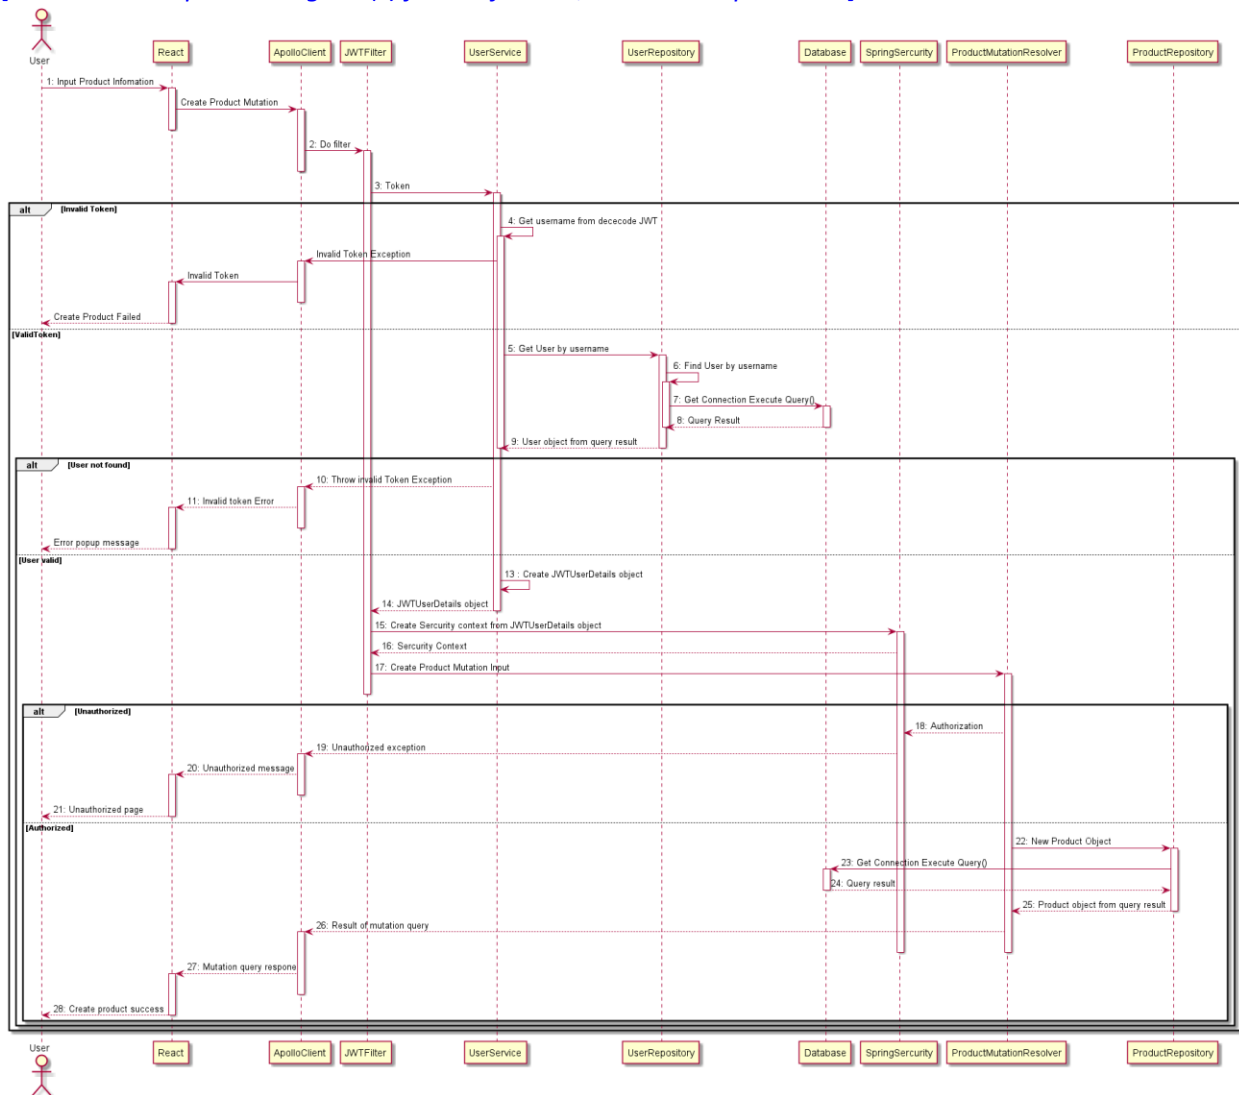 User
React
ApolloClient
JWTFilter
UserService
UserRepository
Database
SpringSercurity
ProductMutationResolver
ProductRepository
1: Input Product Infomation
Create Product Mutation
2: Do filter
3: Token
alt
[Invalid Token]
4: Get username from dececode JWT
Invalid Token Exception
Invalid Token
Create Product Failed
[ValidToken]
5: Get User by username
6: Find User by username
7: Get Connection Execute Query()
8: Query Result
9: User object from query result
alt
[User not found]
10: Throw invalid Token Exception
11: Invalid token Error
Error popup message
[User valid]
13 : Create JWTUserDetails object
14: JWTUserDetails object
15: Create Sercurity context from JWTUserDetails object
16: Sercurity Context
17: Create Product Mutation Input
alt
[Unauthorized]
18: Authorization
19: Unauthorized exception
20: Unauthorized message
21: Unauthorized page
[Authorized]
22: New Product Object
23: Get Connection Execute Query()
24: Query result
25: Product object from query result
26: Result of mutation query
27: Mutation query respone
28: Create product success
User
React
ApolloClient
JWTFilter
UserService
UserRepository
Database
SpringSercurity
ProductMutationResolver
ProductRepository